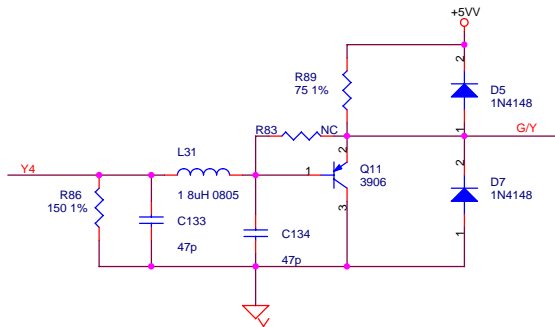 +5VV
R89
75 1%
2
D5
1N4148
1
R83
NC
G/Y
L31
Y4
1
2
Q11
3906
2
D7
1N4148
1 8uH 0805
R86
150 1%
C133
3
47p
C134
1
47p